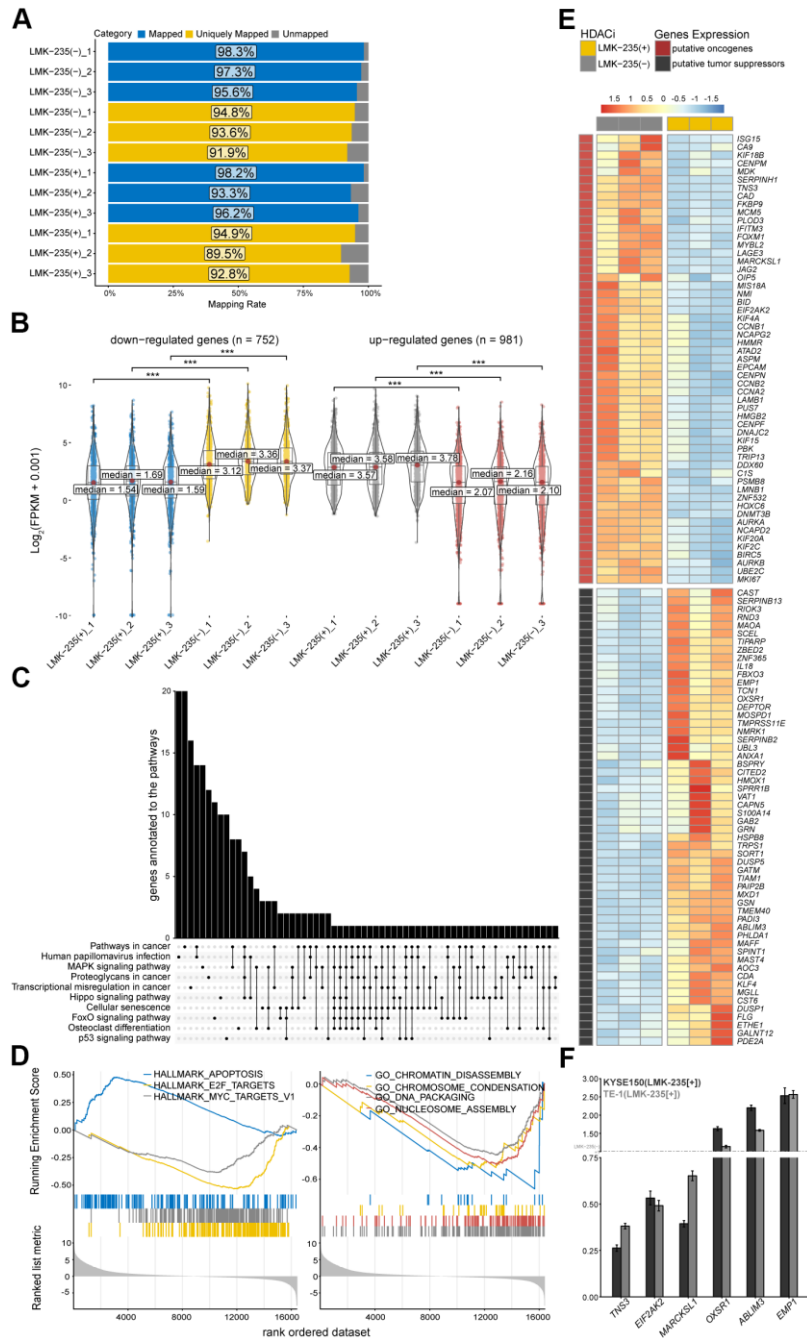 A
Category Mapped Uniquely Mapped Unmapped
LMK−235(−)_1 98.3%
LMK−235(−)_2 97.3%
LMK−235(−)_3 95.6%
LMK−235(−)_1 94.8%
LMK−235(−)_2 93.6%
LMK−235(−)_3 91.9%
LMK−235(+)_1 98.2%
LMK−235(+)_2 93.3%
LMK−235(+)_3 96.2%
LMK−235(+)_1 94.9%
LMK−235(+)_2 89.5%
LMK−235(+)_3 92.8%
0% 25% 50% 75% 100%
Mapping Rate
B
down−regulated genes (n = 752) up−regulated genes (n = 981)
*** ***
*** ***
*** ***
Log2(FPKM + 0.001)
10
5
0
-5
-10
median = 1.54
median = 1.69
median = 1.59
median = 3.12
median = 3.36
median = 3.37
median = 3.57
median = 3.58
median = 3.78
median = 2.07
median = 2.16
median = 2.10
LMK−235(+)_1
LMK−235(+)_2
LMK−235(+)_3
LMK−235(−)_1
LMK−235(−)_2
LMK−235(−)_3
LMK−235(+)_1
LMK−235(+)_2
LMK−235(+)_3
LMK−235(−)_1
LMK−235(−)_2
LMK−235(−)_3
C
genes annotated to the pathways
20
15
10
5
0
Pathways in cancer
Human papillomavirus infection
MAPK signaling pathway
Proteoglycans in cancer
Transcriptional misregulation in cancer
Hippo signaling pathway
Cellular senescence
FoxO signaling pathway
Osteoclast differentiation
p53 signaling pathway
D
Running Enrichment Score
0.50
0.25
0.00
-0.25
-0.50
HALLMARK_APOPTOSIS
HALLMARK_E2F_TARGETS
HALLMARK_MYC_TARGETS_V1
0.0
-0.2
-0.4
-0.6
GO_CHROMATIN_DISASSEMBLY
GO_CHROMOSOME_CONDENSATION
GO_DNA_PACKAGING
GO_NUCLEOSOME_ASSEMBLY
Ranked list metric
10
5
0
-5
10
5
0
-5
4000 8000 12000 16000 4000 8000 12000 16000
rank ordered dataset
E
HDACi Genes Expression
LMK−235(+) putative oncogenes
LMK−235(−) putative tumor suppressors
1.5 1 0.5 0 -0.5 -1 -1.5
ISG15
CA9
KIF18B
CENPM
MDK
SERPINH1
TNS3
CAD
FKBP9
MCM5
PLOD3
IFITM3
FOXM1
MYBL2
LAGE3
MARCKSL1
JAG2
OIP5
MIS18A
NMI
BID
EIF2AK2
KIF4A
CCNB1
NCAPG2
HMMR
ATAD2
ASPM
EPCAM
CENPN
CCNB2
CCNA2
LAMB1
PUS7
HMGB2
CENPF
DNAJC2
KIF15
PBK
TRIP13
DDX60
C1S
PSMB8
LMNB1
ZNF532
HOXC6
DNMT3B
AURKA
NCAPD2
KIF20A
KIF2C
BIRC5
AURKB
UBE2C
MKI67
CAST
SERPINB13
RIOK3
RND3
MAOA
SCEL
TIPARP
ZBED2
ZNF365
IL18
FBXO3
EMP1
TCN1
OXSR1
DEPTOR
MOSPD1
TMPRSS11E
NMRK1
SERPINB2
UBL3
ANXA1
BSPRY
CITED2
HMOX1
SPRR1B
VAT1
CAPN5
S100A14
GAB2
GRN
HSPB8
TRPS1
SORT1
DUSP5
GATM
TIAM1
PAIP2B
MXD1
GSN
TMEM40
PADI3
ABLIM3
PHLDA1
MAFF
SPINT1
MAST4
AOC3
CDA
KLF4
MGLL
CST6
DUSP1
FLG
ETHE1
GALNT12
PDE2A
F
KYSE150(LMK−235[+])
TE-1(LMK−235[+])
3.00
2.50
2.00
1.50
1.00
0.75
0.50
0.25
0.00
TNS3
EIF2AK2
MARCKSL1
OXSR1
ABLIM3
EMP1